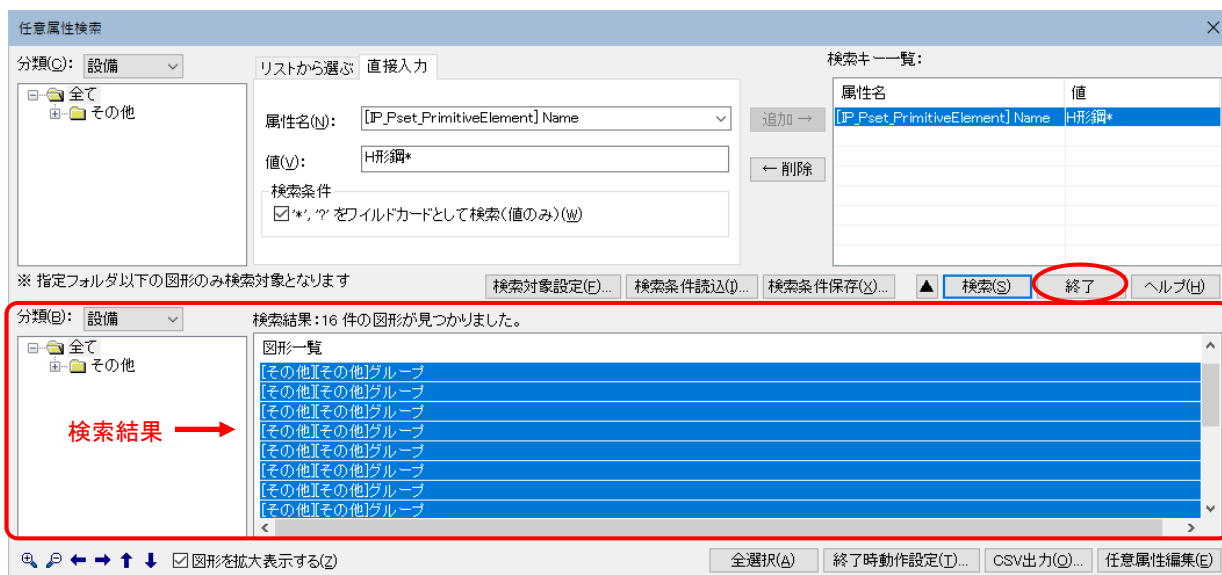 任意属性検索
分類(C): 設備
全て
その他
リストから選ぶ 直接入力
属性名(N): [IP_Pset_PrimitiveElement] Name
値(V): H形鋼*
検索条件
'*', '?' をワイルドカードとして検索(値のみ)(W)
追加 →
← 削除
検索キー一覧:
属性名 値
[IP_Pset_PrimitiveElement] Name H形鋼*
※ 指定フォルダ以下の図形のみ検索対象となります
検索対象設定(F)... 検索条件読込(I)... 検索条件保存(X)... ▲ 検索(S) 終了 ヘルプ(H)
分類(B): 設備
検索結果:16 件の図形が見つかりました。
全て
その他
検索結果
図形一覧
[その他][その他]グループ
[その他][その他]グループ
[その他][その他]グループ
[その他][その他]グループ
[その他][その他]グループ
[その他][その他]グループ
[その他][その他]グループ
[その他][その他]グループ
図形を拡大表示する(Z) 全選択(A) 終了時動作設定(T)... CSV出力(O)... 任意属性編集(E)